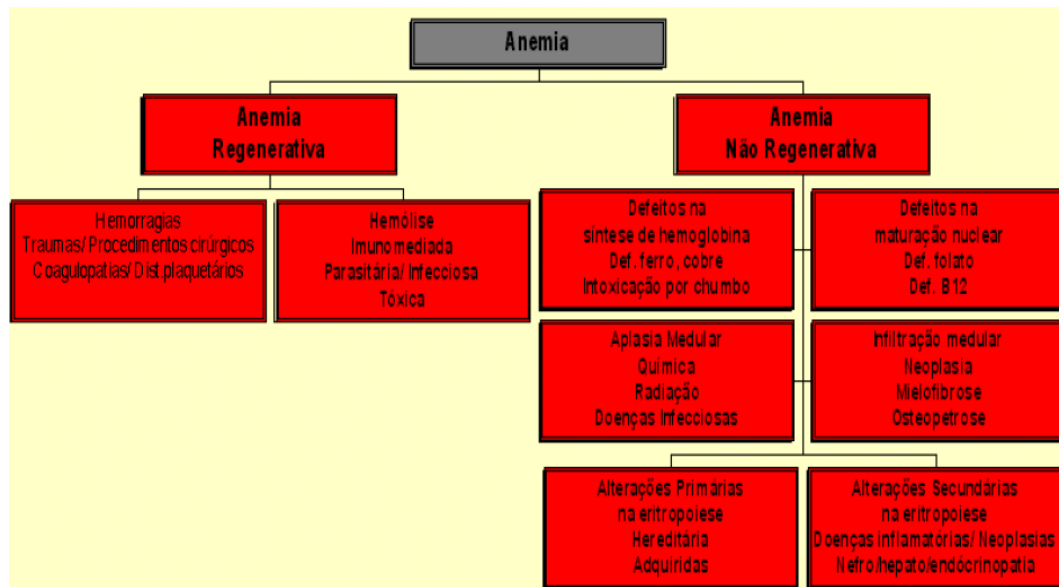 Anemia
Anemia
Regenerativa
Anemia
Não Regenerativa
Hemorragias
Traumas/ Procedimentos cirúrgicos
Coagulopatias/ Dist.plaquetários
Hemólise
Imunomediada
Parasitária/ Infecciosa
Tóxica
Defeitos na
síntese de hemoglobina
Def. ferro, cobre
Intoxicação por chumbo
Defeitos na
maturação nuclear
Def. folato
Def. B12
Aplasia Medular
Química
Radiação
Doenças Infecciosas
Infiltração medular
Neoplasia
Mielofibrose
Osteopetrose
Alterações Primárias
na eritropoiese
Hereditária
Adquiridas
Alterações Secundárias
na eritropoiese
Doenças inflamatórias/ Neoplasias
Nefro/hepato/endócrinopatia